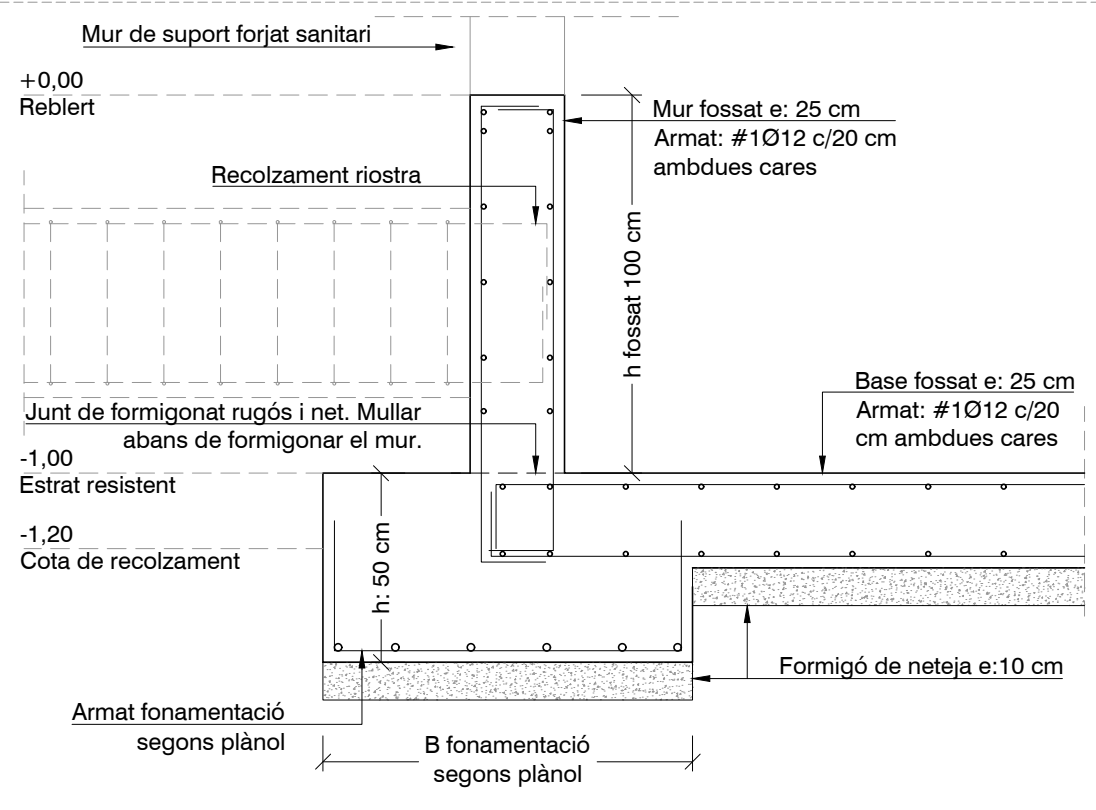 Mur de suport forjat sanitari
+0,00
Reblert
Mur fossat e: 25 cm
Armat: #1Ø12 c/20 cm
ambdues cares
Recolzament riostra
h fossat 100 cm
Base fossat e: 25 cm
Armat: #1Ø12 c/20
cm ambdues cares
Junt de formigonat rugós i net. Mullar
abans de formigonar el mur.
-1,00
Estrat resistent
-1,20
Cota de recolzament
h: 50 cm
Formigó de neteja e:10 cm
Armat fonamentació
segons plànol
B fonamentació
segons plànol